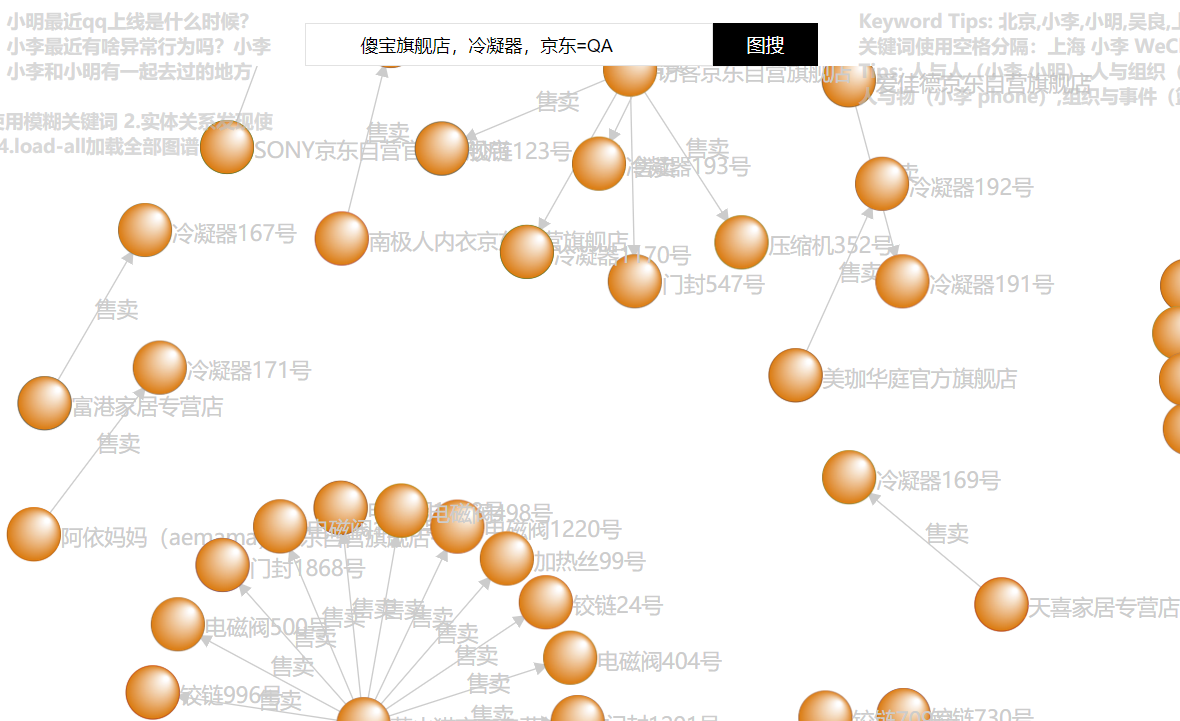 小明最近qq上线是什么时候?
小李最近有啥异常行为吗? 小李
小李和小明有一起去过的地方
使用模糊关键词 2.实体关系发现使
4.load-all加载全部图谱
傻宝旗舰店，冷凝器，京东=QA
图搜
Keyword Tips: 北京,小李,小明,吴良,上
关键词使用空格分隔：上海 小李 WeCh
Tips: 人与人（小李 小明）,人与组织（
人与物（小李 phone）,组织与事件（
京东自营旗舰店
爱佳德京东自营旗舰店
售卖
售卖
售卖
SONY京东自营官方旗舰店
铰链123号
冷凝器193号
售卖
冷凝器192号
冷凝器167号
南极人内衣京东自营旗舰店
冷凝器1170号
压缩机352号
售卖
门封547号
冷凝器191号
售卖
冷凝器171号
美珈华庭官方旗舰店
富港家居专营店
售卖
冷凝器169号
阿依妈妈（aemama）京东自营旗舰店
电磁阀1220号
售卖
加热丝99号
门封1868号
铰链24号
天喜家居专营店
售卖
售卖
售卖
售卖
电磁阀500号
售卖
售卖
售卖
电磁阀404号
售卖
售卖
铰链996号
售卖
售卖
门封1201号
铰链730号